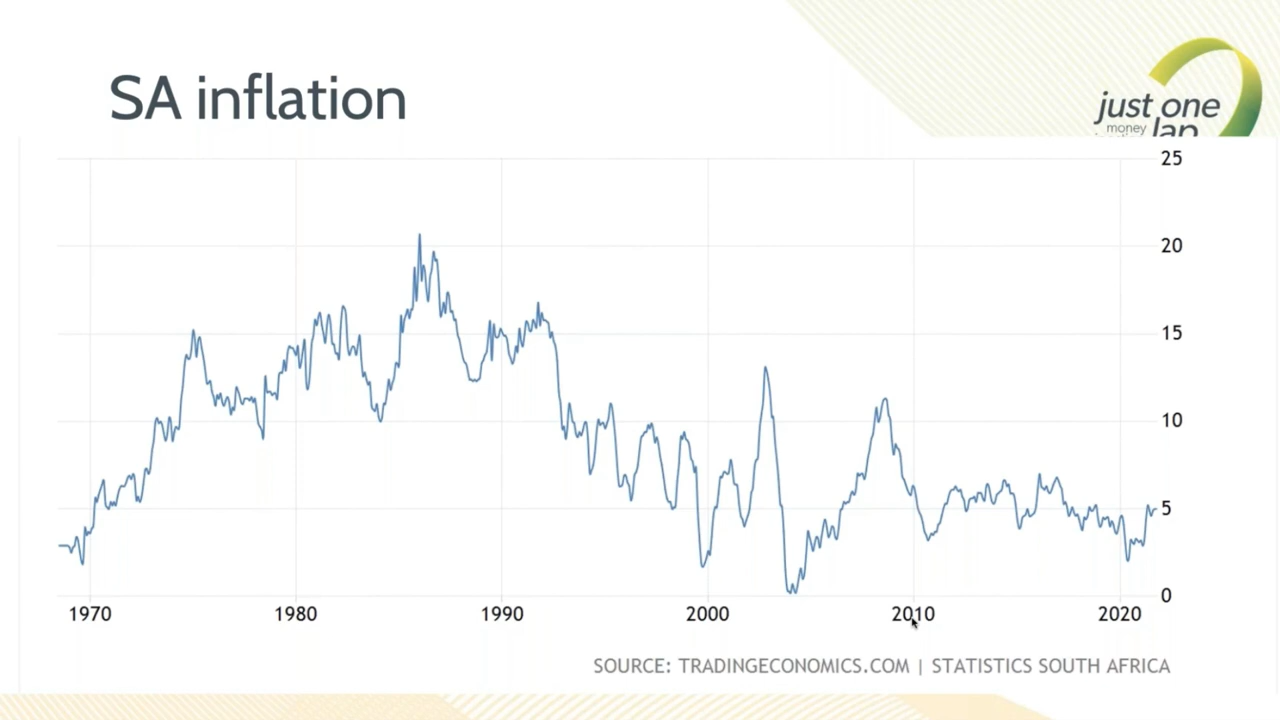 SA inflation
just one
money lap
25
20
15
10
5
0
1970 1980 1990 2000 2010 2020
SOURCE: TRADINGECONOMICS.COM | STATISTICS SOUTH AFRICA